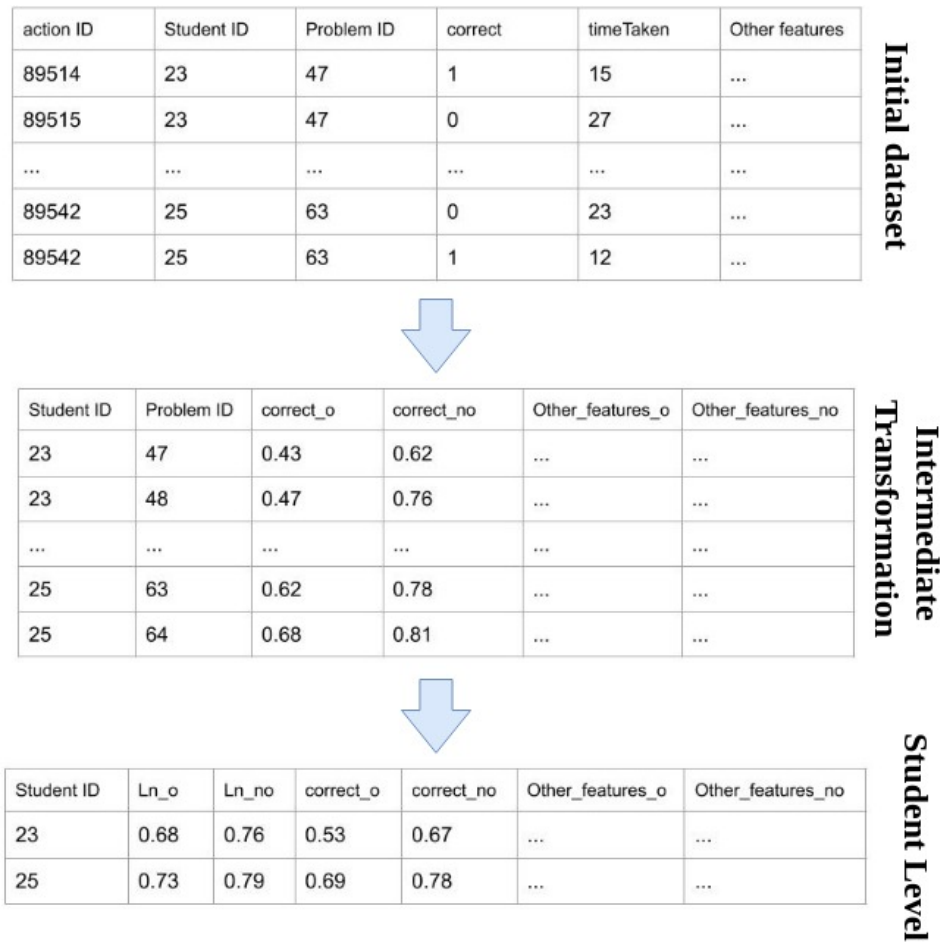 action ID Student ID Problem ID correct timeTaken Other features
89514 23 47 1 15 ...
89515 23 47 0 27 ...
... ... ... ... ... ...
89542 25 63 0 23 ...
89542 25 63 1 12 ...
Initial dataset
Student ID Problem ID correct_o correct_no Other_features_o Other_features_no
23 47 0.43 0.62 ... ...
23 48 0.47 0.76 ... ...
... ... ... ... ... ...
25 63 0.62 0.78 ... ...
25 64 0.68 0.81 ... ...
Intermediate
Transformation
Student ID Ln_o Ln_no correct_o correct_no Other_features_o Other_features_no
23 0.68 0.76 0.53 0.67 ... ...
25 0.73 0.79 0.69 0.78 ... ...
Student Level